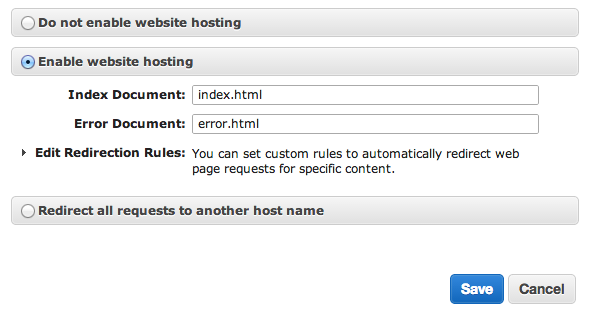 Do not enable website hosting
Enable website hosting
Index Document: index.html
Error Document: error.html
Edit Redirection Rules: You can set custom rules to automatically redirect web
page requests for specific content.
Redirect all requests to another host name
Save Cancel